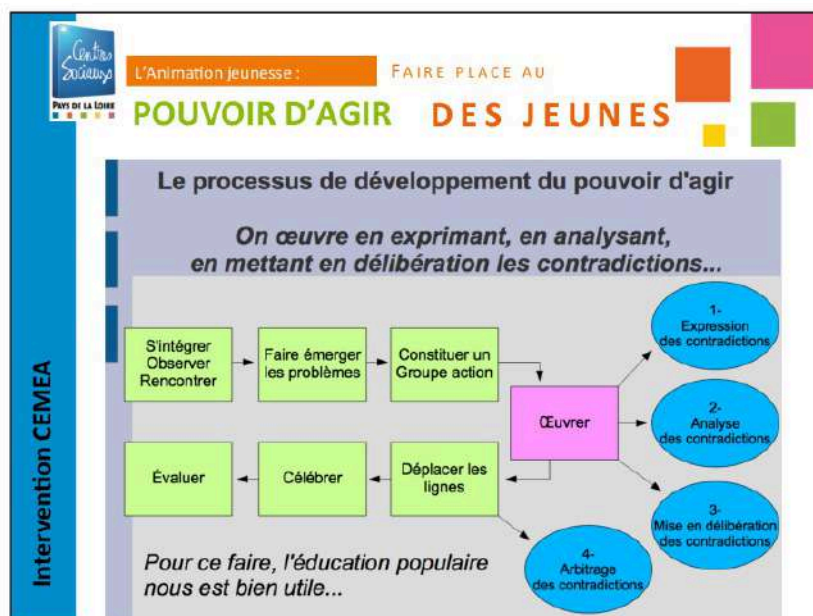 Centres
Sociaux
PAYS DE LA LOIRE
L'Animation jeunesse :
FAIRE PLACE AU
POUVOIR D'AGIR DES JEUNES
Intervention CEMEA
Le processus de développement du pouvoir d'agir
On œuvre en exprimant, en analysant,
en mettant en délibération les contradictions...
S'intégrer
Observer
Rencontrer
Faire émerger
les problèmes
Constituer un
Groupe action
Œuvrer
1-
Expression
des contradictions
2-
Analyse
des contradictions
3-
Mise en délibération
des contradictions
Déplacer les
lignes
4-
Arbitrage
des contradictions
Célébrer
Évaluer
Pour ce faire, l'éducation populaire
nous est bien utile...